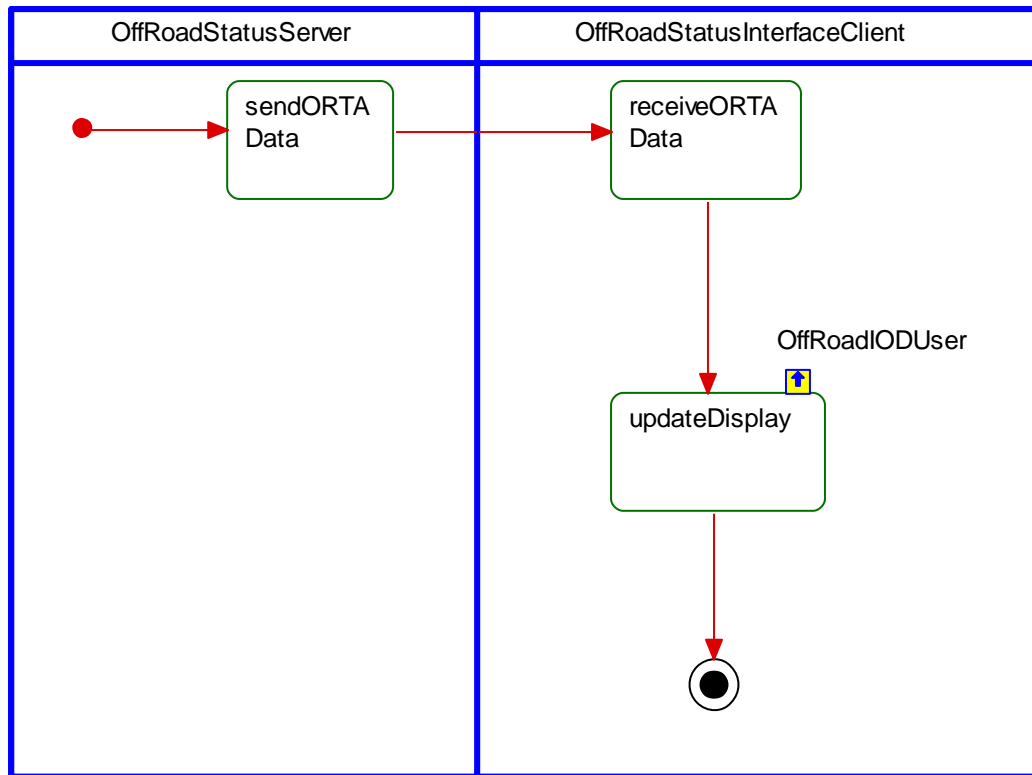 OffRoadStatusServer
OffRoadStatusInterfaceClient
sendORTA
Data
receiveORTA
Data
OffRoadIODUser
updateDisplay